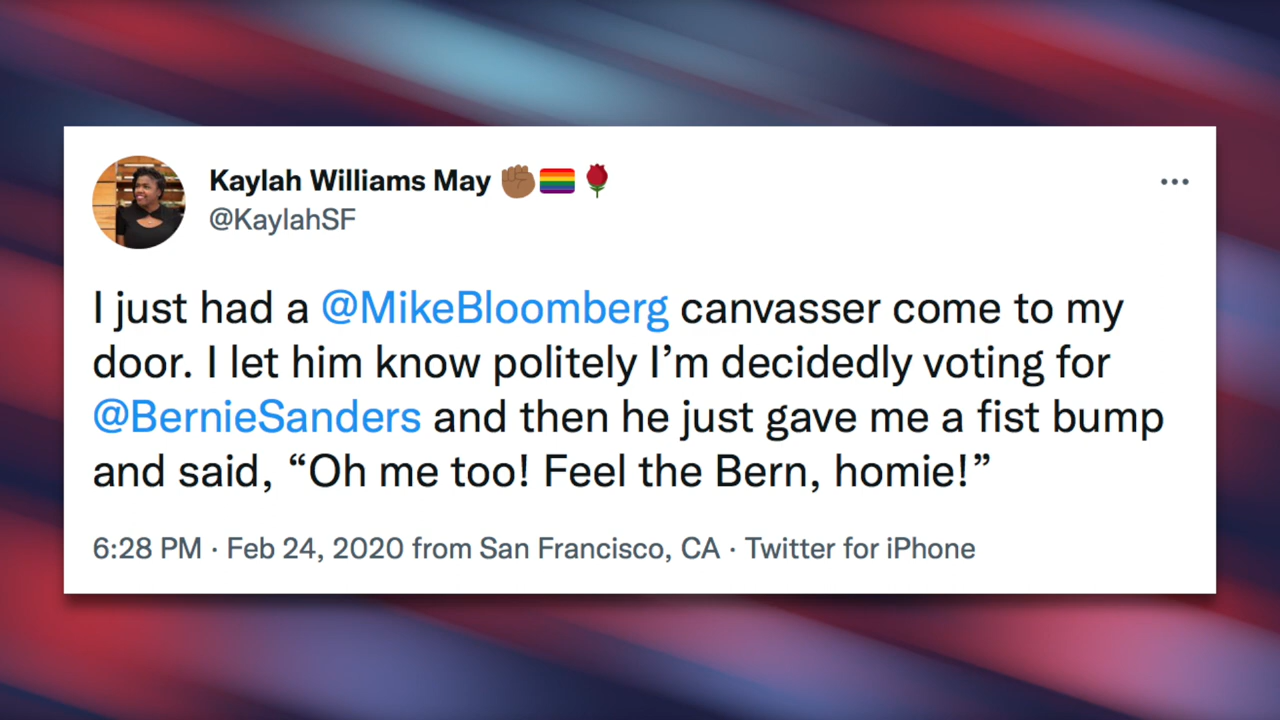 Kaylah Williams May ✊🏾🏳️‍🌈🌹
@KaylahSF
I just had a @MikeBloomberg canvasser come to my
door. I let him know politely I’m decidedly voting for
@BernieSanders and then he just gave me a fist bump
and said, “Oh me too! Feel the Bern, homie!”
6:28 PM · Feb 24, 2020 from San Francisco, CA · Twitter for iPhone